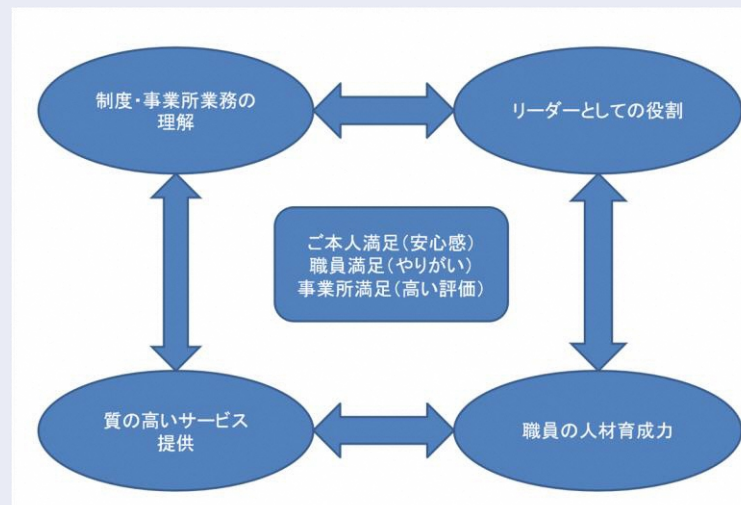 制度・事業所業務の
理解
リーダーとしての役割
ご本人満足(安心感)
職員満足(やりがい)
事業所満足(高い評価)
質の高いサービス
提供
職員の人材育成力